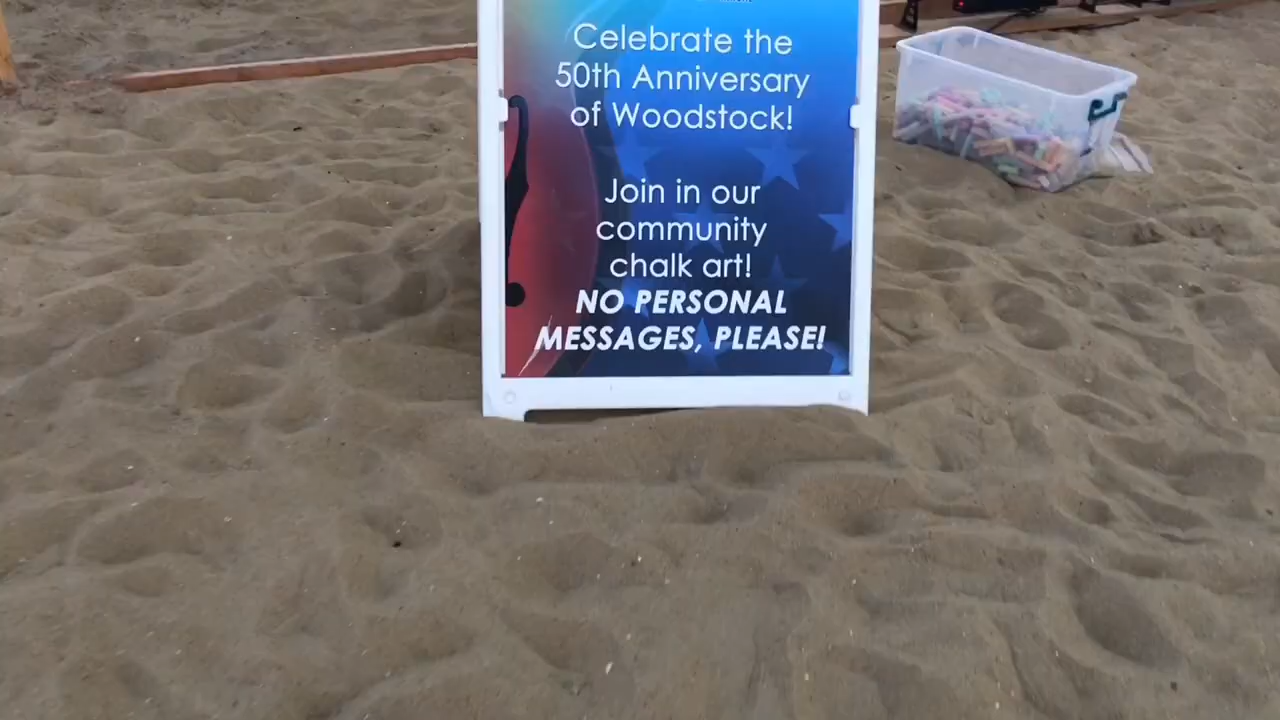 Celebrate the
50th Anniversary
of Woodstock!
Join in our
community
chalk art!
NO PERSONAL
MESSAGES, PLEASE!